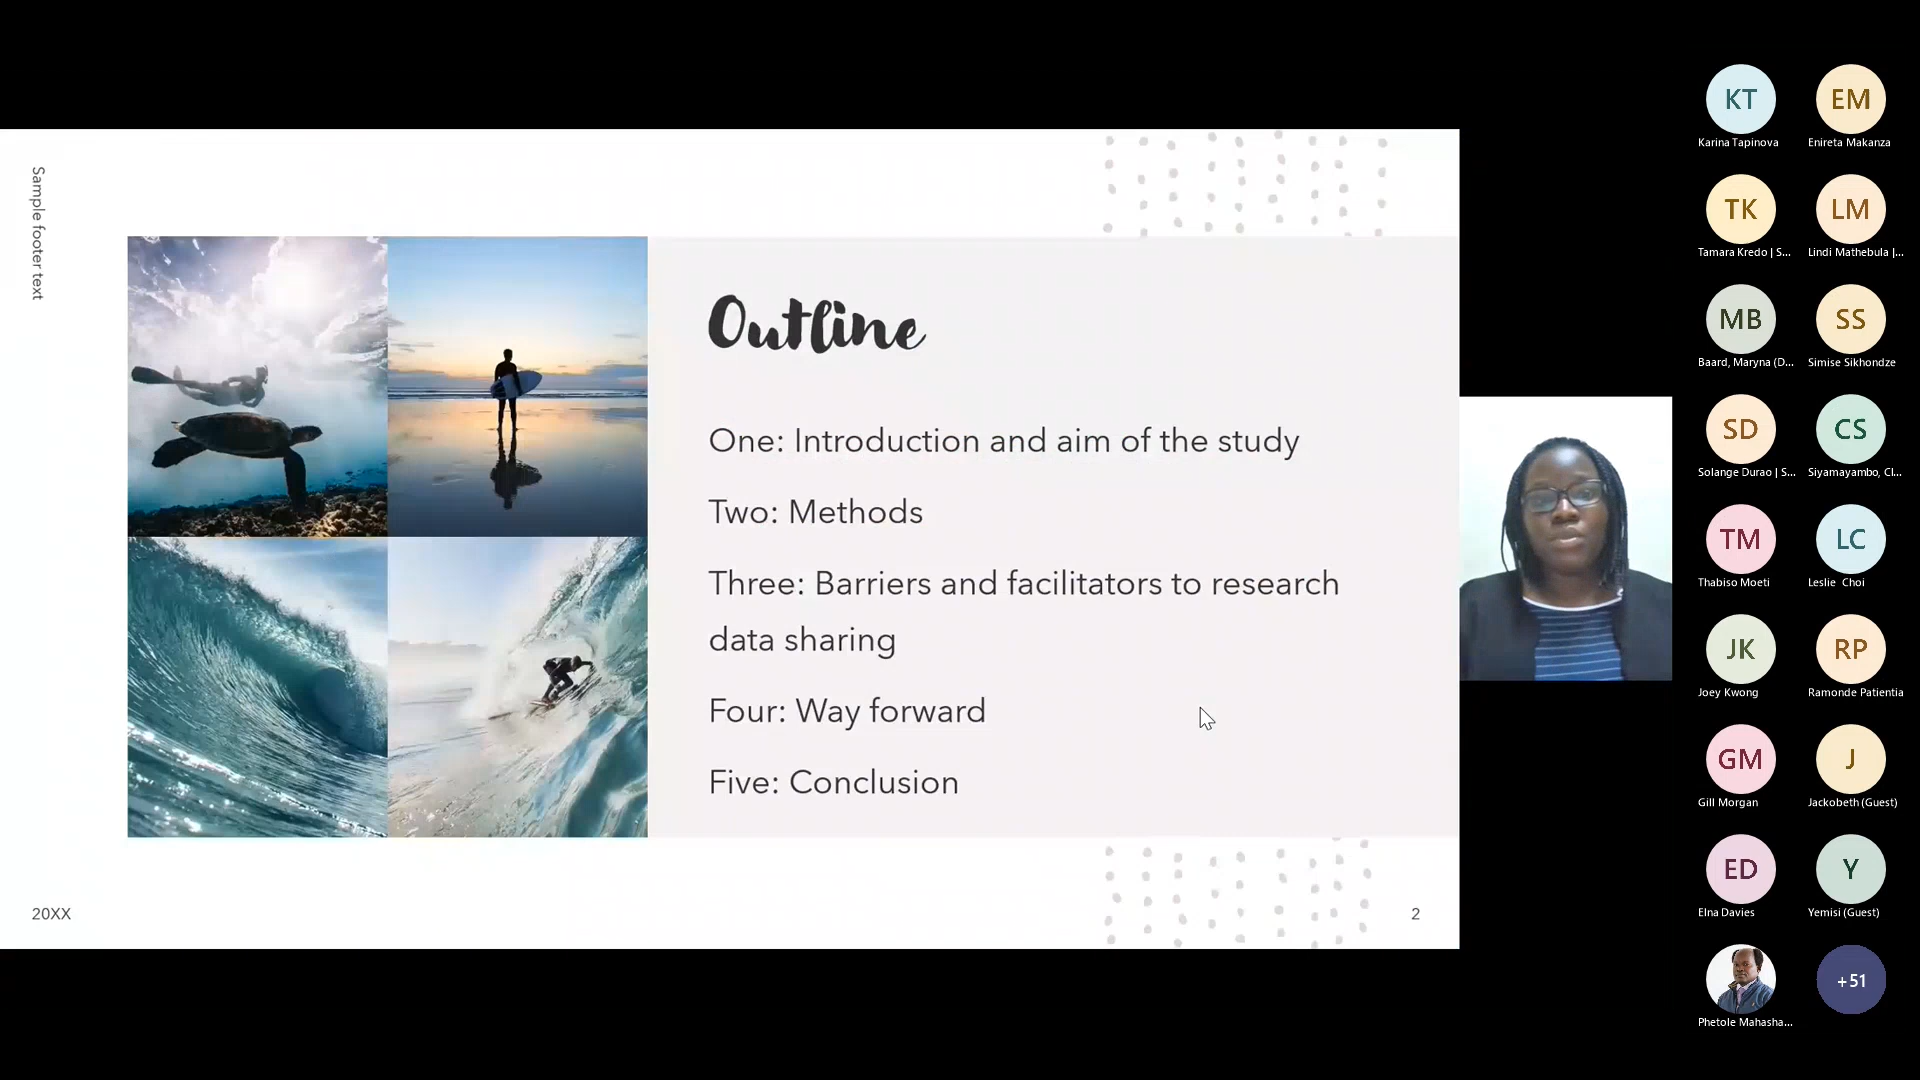 Sample footer text
Outline
One: Introduction and aim of the study
Two: Methods
Three: Barriers and facilitators to research
data sharing
Four: Way forward
Five: Conclusion
20XX
2
KT
Karina Tapinova
EM
Enireta Makanza
TK
Tamara Kredo | S...
LM
Lindi Mathebula |...
MB
Baard, Maryna (D...
SS
Simise Sikhondze
SD
Solange Durao | S...
CS
Siyamayambo, Cl...
TM
Thabiso Moeti
LC
Leslie Choi
JK
Joey Kwong
RP
Ramonde Patientia
GM
Gill Morgan
J
Jackobeth (Guest)
ED
Elna Davies
Y
Yemisi (Guest)
Phetole Mahasha...
+51